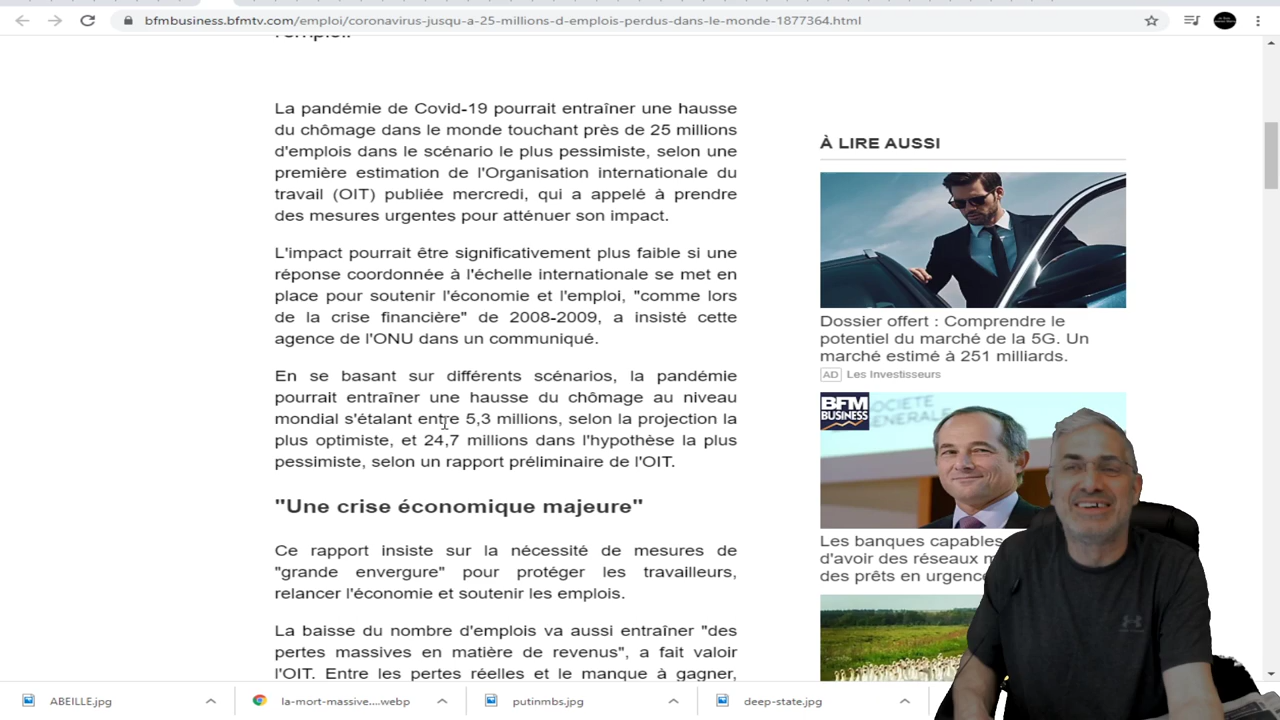 bfmbusiness.bfmtv.com/emploi/coronavirus-jusqu-a-25-millions-d-emplois-perdus-dans-le-monde-1877364.html
La pandémie de Covid-19 pourrait entraîner une hausse
du chômage dans le monde touchant près de 25 millions
d'emplois dans le scénario le plus pessimiste, selon une
première estimation de l'Organisation internationale du
travail (OIT) publiée mercredi, qui a appelé à prendre
des mesures urgentes pour atténuer son impact.
L'impact pourrait être significativement plus faible si une
réponse coordonnée à l'échelle internationale se met en
place pour soutenir l'économie et l'emploi, "comme lors
de la crise financière" de 2008-2009, a insisté cette
agence de l'ONU dans un communiqué.
En se basant sur différents scénarios, la pandémie
pourrait entraîner une hausse du chômage au niveau
mondial s'étalant entre 5,3 millions, selon la projection la
plus optimiste, et 24,7 millions dans l'hypothèse la plus
pessimiste, selon un rapport préliminaire de l'OIT.
"Une crise économique majeure"
Ce rapport insiste sur la nécessité de mesures de
"grande envergure" pour protéger les travailleurs,
relancer l'économie et soutenir les emplois.
La baisse du nombre d'emplois va aussi entraîner "des
pertes massives en matière de revenus", a fait valoir
l'OIT. Entre les pertes réelles et le manque à gagner,
À LIRE AUSSI
Dossier offert : Comprendre le
potentiel du marché de la 5G. Un
marché estimé à 251 milliards.
AD Les Investisseurs
BFM
BUSINESS
SOCIETE
GENERALE
Les banques capables
d'avoir des réseaux
des prêts en urgence
ABEILLE.jpg
la-mort-massive....webp
putinmbs.jpg
deep-state.jpg